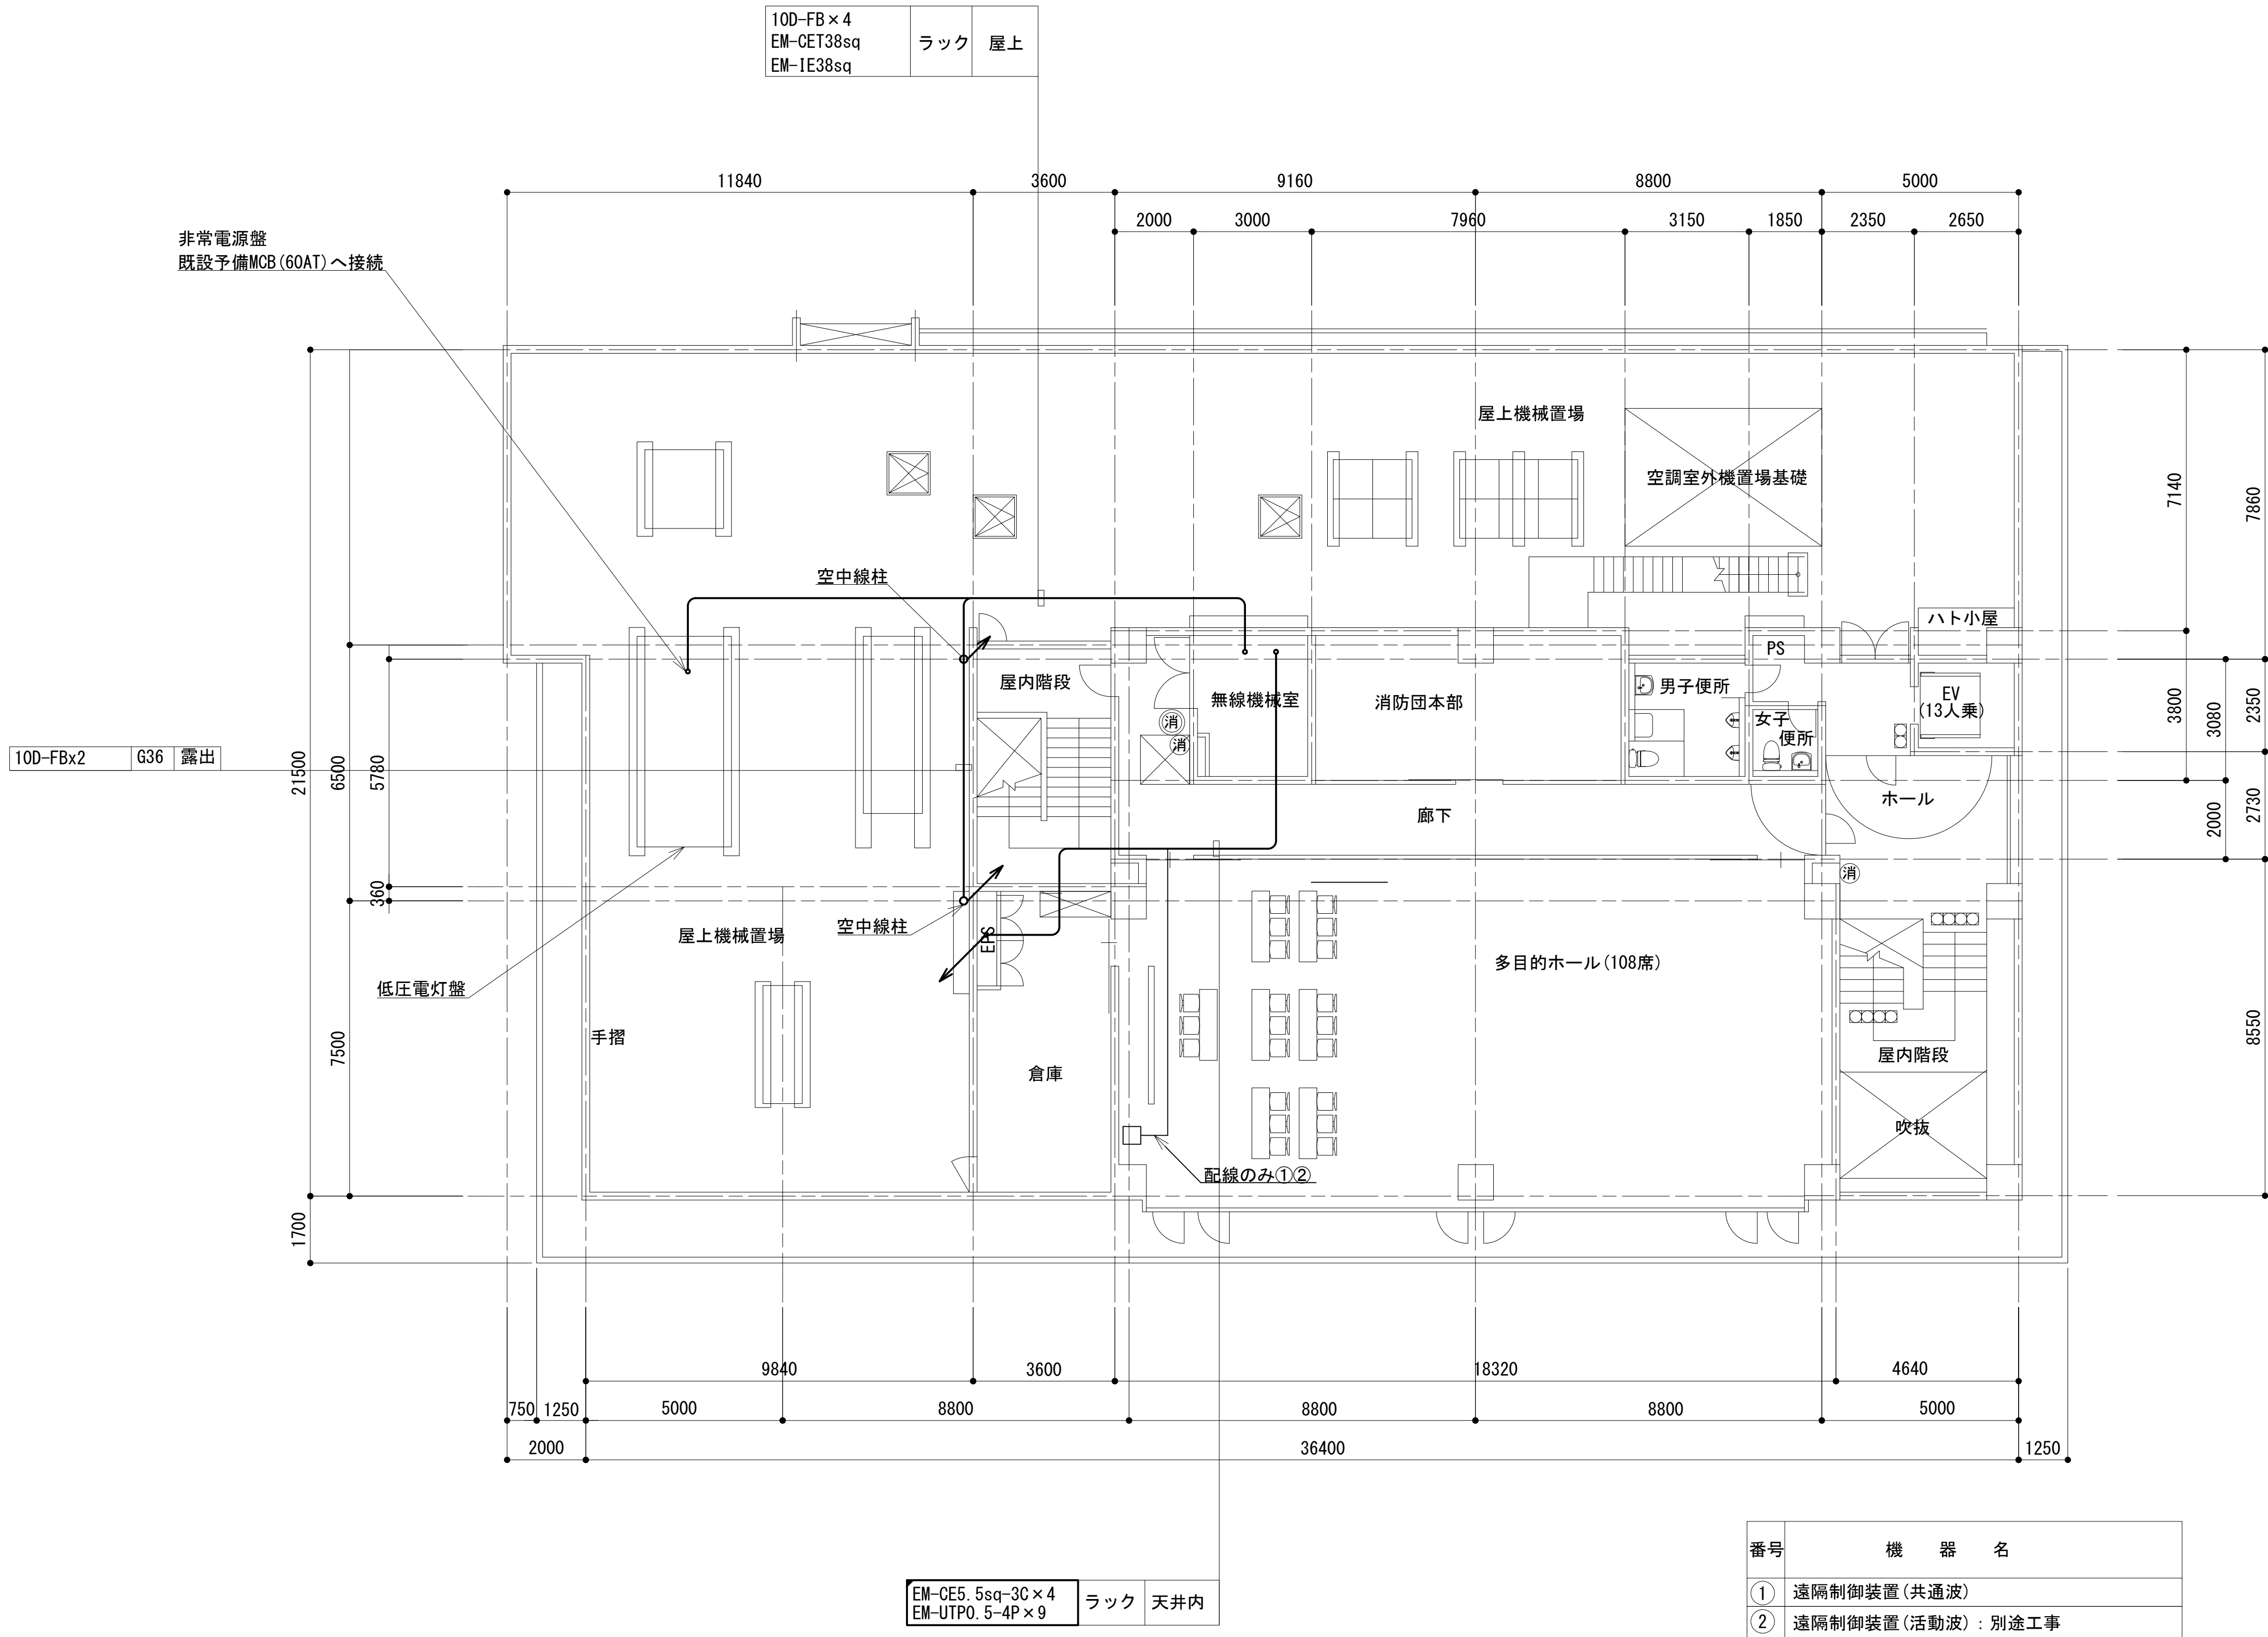 10D-FB×4
EM-CET38sq
EM-IE38sq
ラック
屋上
11840
3600
9160
8800
5000
2000
3000
7960
3150
1850
2350
2650
非常電源盤
既設予備MCB(60AT)へ接続
屋上機械置場
空調室外機置場基礎
7140
7860
空中線柱
ハト小屋
PS
屋内階段
無線機械室
消防団本部
男子便所
EV
(13人乗)
女子
便所
消
消
3800
3080
2350
10D-FBx2
G36
露出
21500
6500
5780
ホール
廊下
2000
2730
消
360
空中線柱
EPS
屋上機械置場
多目的ホール(108席)
低圧電灯盤
手摺
7500
倉庫
屋内階段
8550
吹抜
配線のみ①②
1700
9840
3600
18320
4640
750
1250
5000
8800
8800
8800
5000
2000
36400
1250
EM-CE5.5sq-3C×4
EM-UTP0.5-4P×9
ラック
天井内
番号
機 器 名
① 遠隔制御装置(共通波)
② 遠隔制御装置(活動波):別途工事